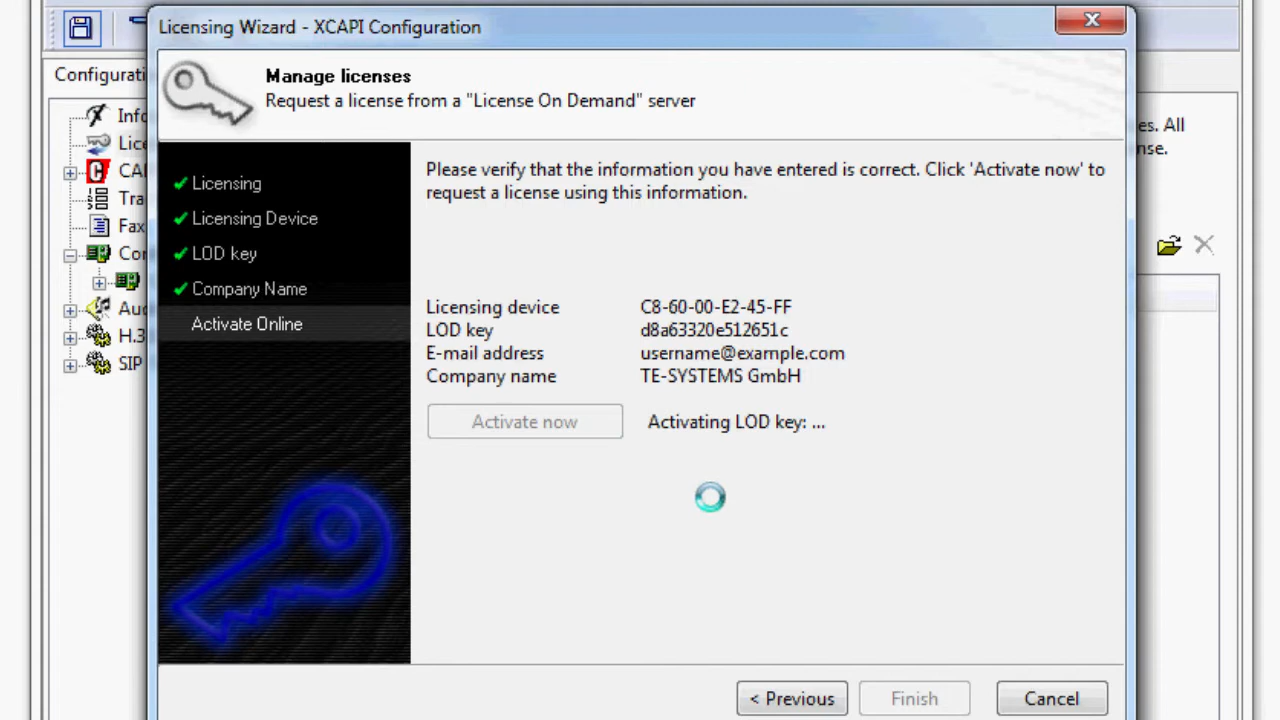 Licensing Wizard - XCAPI Configuration
Configurati
Manage licenses
Request a license from a "License On Demand" server
Info
Lice
CAI
Tra
Fax
Con
Aud
H.3
SIP
es. All
nse.
Licensing
Licensing Device
LOD key
Company Name
Activate Online
Please verify that the information you have entered is correct. Click 'Activate now' to
request a license using this information.
Licensing device C8-60-00-E2-45-FF
LOD key d8a63320e512651c
E-mail address username@example.com
Company name TE-SYSTEMS GmbH
Activate now Activating LOD key: ...
< Previous Finish Cancel